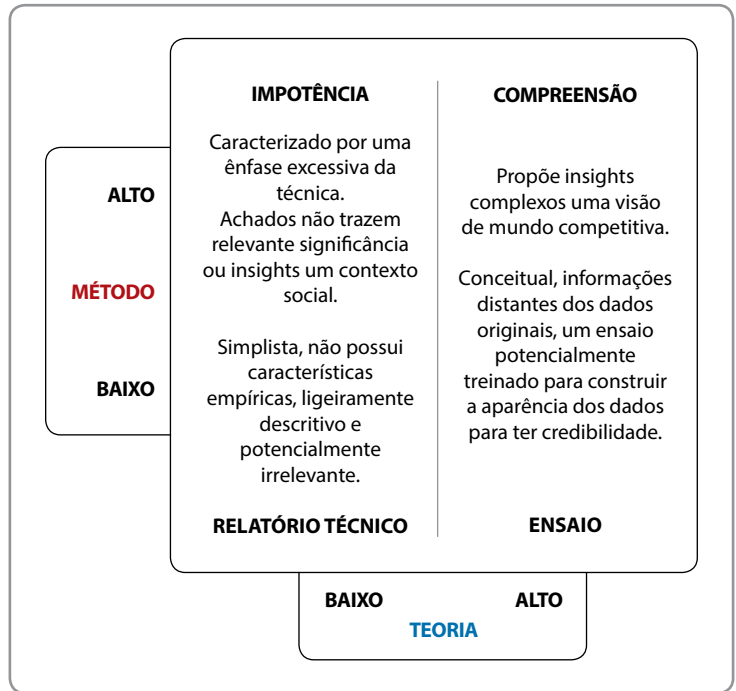 IMPOTÊNCIA
Caracterizado por uma
ênfase excessiva da
técnica.
Achados não trazem
relevante significância
ou insights um contexto
social.
Simplista, não possui
características
empíricas, ligeiramente
descritivo e
potencialmente
irrelevante.
RELATÓRIO TÉCNICO
COMPREENSÃO
Propõe insights
complexos uma visão
de mundo competitiva.
Conceitual, informações
distantes dos dados
originais, um ensaio
potencialmente
treinado para construir
a aparência dos dados
para ter credibilidade.
ENSAIO
ALTO
MÉTODO
BAIXO
BAIXO
ALTO
TEORIA